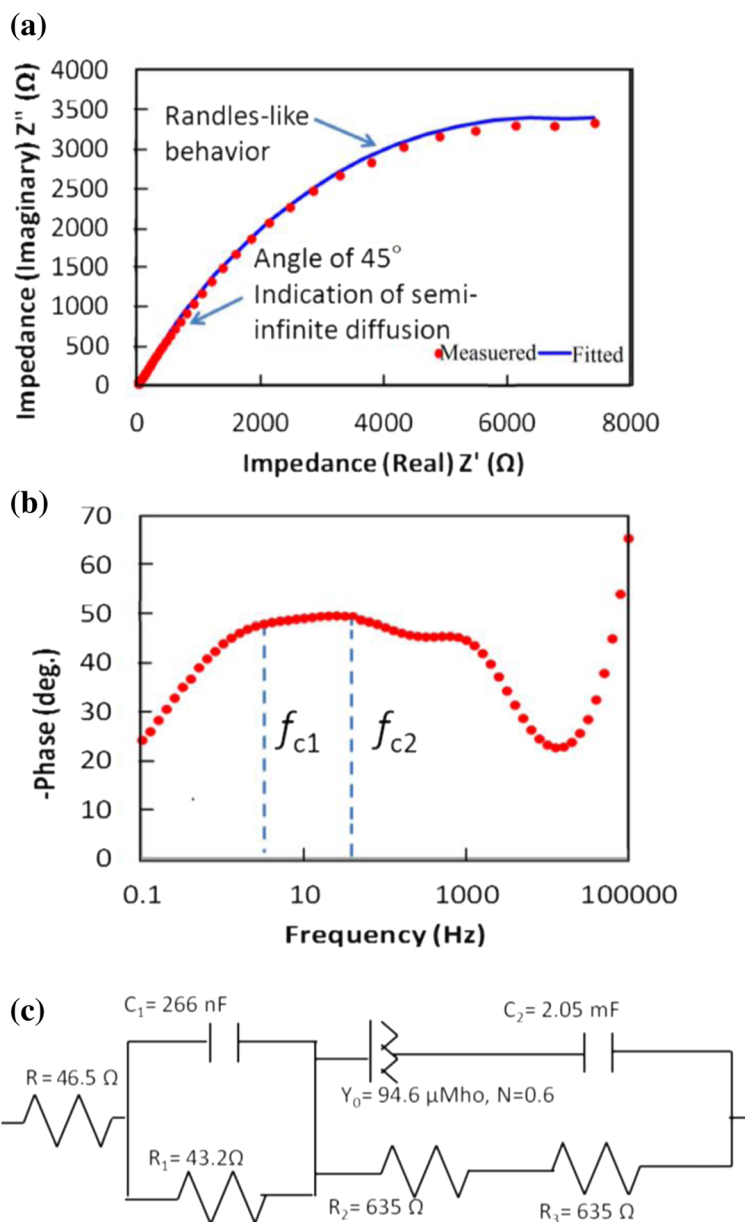 (a)
Impedance (Imaginary) Z" (Ω)
4000
3500
3000
2500
2000
1500
1000
500
0
Randles-like
behavior
Angle of 45°
Indication of semi-
infinite diffusion
Measuered Fitted
0 2000 4000 6000 8000
Impedance (Real) Z' (Ω)
(b)
-Phase (deg.)
70
60
50
40
30
20
10
0
fc1 fc2
0.1 10 1000 100000
Frequency (Hz)
(c)
C1= 266 nF
C2= 2.05 mF
R=46.5 Ω
Y0= 94.6 µMho, N=0.6
R1= 43.2Ω
R2= 635 Ω
R3= 635 Ω